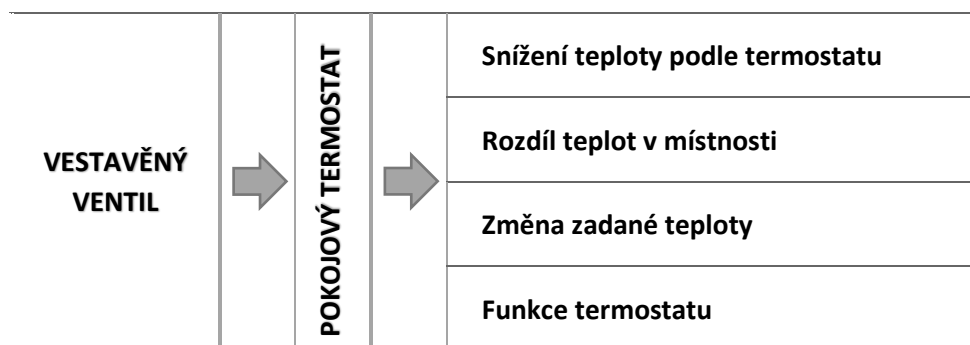 VESTAVĚNÝ
VENTIL
POKOJOVÝ TERMOSTAT
Snížení teploty podle termostatu
Rozdíl teplot v místnosti
Změna zadané teploty
Funkce termostatu